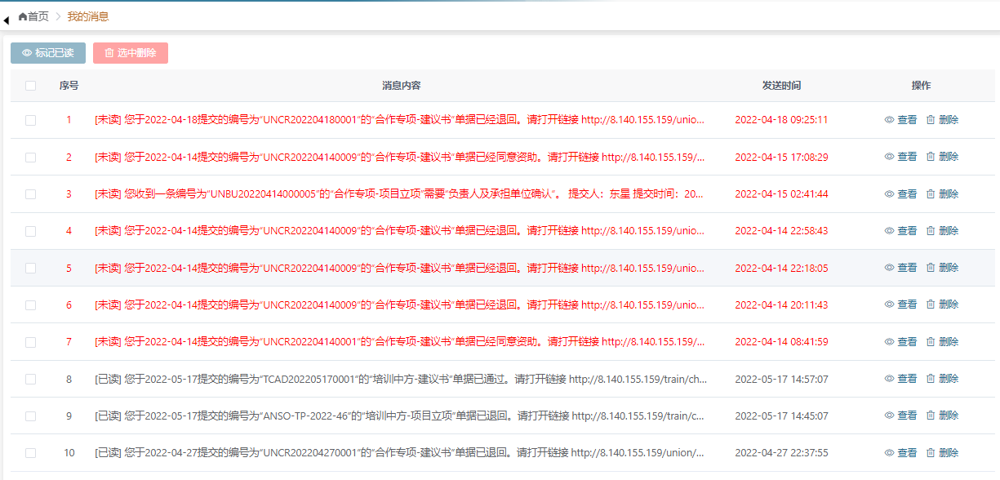 首页 > 我的消息
标记已读 选中删除
序号 消息内容 发送时间 操作
1 [未读] 您于2022-04-18提交的编号为“UNCR202204180001”的“合作专项-建议书”单据已经退回。请打开链接 http://8.140.155.159/unio... 2022-04-18 09:25:11 查看 删除
2 [未读] 您于2022-04-14提交的编号为“UNCR202204140009”的“合作专项-建议书”单据已经同意资助。请打开链接 http://8.140.155.159/... 2022-04-15 17:08:29 查看 删除
3 [未读] 您收到一条编号为“UNBU20220414000005”的“合作专项-项目立项”需要“负责人及承担单位确认”。 提交人：东星 提交时间：20... 2022-04-15 02:41:44 查看 删除
4 [未读] 您于2022-04-14提交的编号为“UNCR202204140009”的“合作专项-建议书”单据已经退回。请打开链接 http://8.140.155.159/unio... 2022-04-14 22:58:43 查看 删除
5 [未读] 您于2022-04-14提交的编号为“UNCR202204140009”的“合作专项-建议书”单据已经退回。请打开链接 http://8.140.155.159/unio... 2022-04-14 22:18:05 查看 删除
6 [未读] 您于2022-04-14提交的编号为“UNCR202204140009”的“合作专项-建议书”单据已经退回。请打开链接 http://8.140.155.159/unio... 2022-04-14 20:11:43 查看 删除
7 [未读] 您于2022-04-14提交的编号为“UNCR202204140001”的“合作专项-建议书”单据已经同意资助。请打开链接 http://8.140.155.159/... 2022-04-14 08:41:59 查看 删除
8 [已读] 您于2022-05-17提交的编号为“TCAD202205170001”的“培训中方-建议书”单据已通过。请打开链接 http://8.140.155.159/train/ch... 2022-05-17 14:57:07 查看 删除
9 [已读] 您于2022-05-17提交的编号为“ANSO-TP-2022-46”的“培训中方-项目立项”单据已退回。请打开链接 http://8.140.155.159/train/c... 2022-05-17 14:45:07 查看 删除
10 [已读] 您于2022-04-27提交的编号为“UNCR202204270001”的“合作专项-建议书”单据已退回。请打开链接 http://8.140.155.159/union/... 2022-04-27 22:37:55 查看 删除